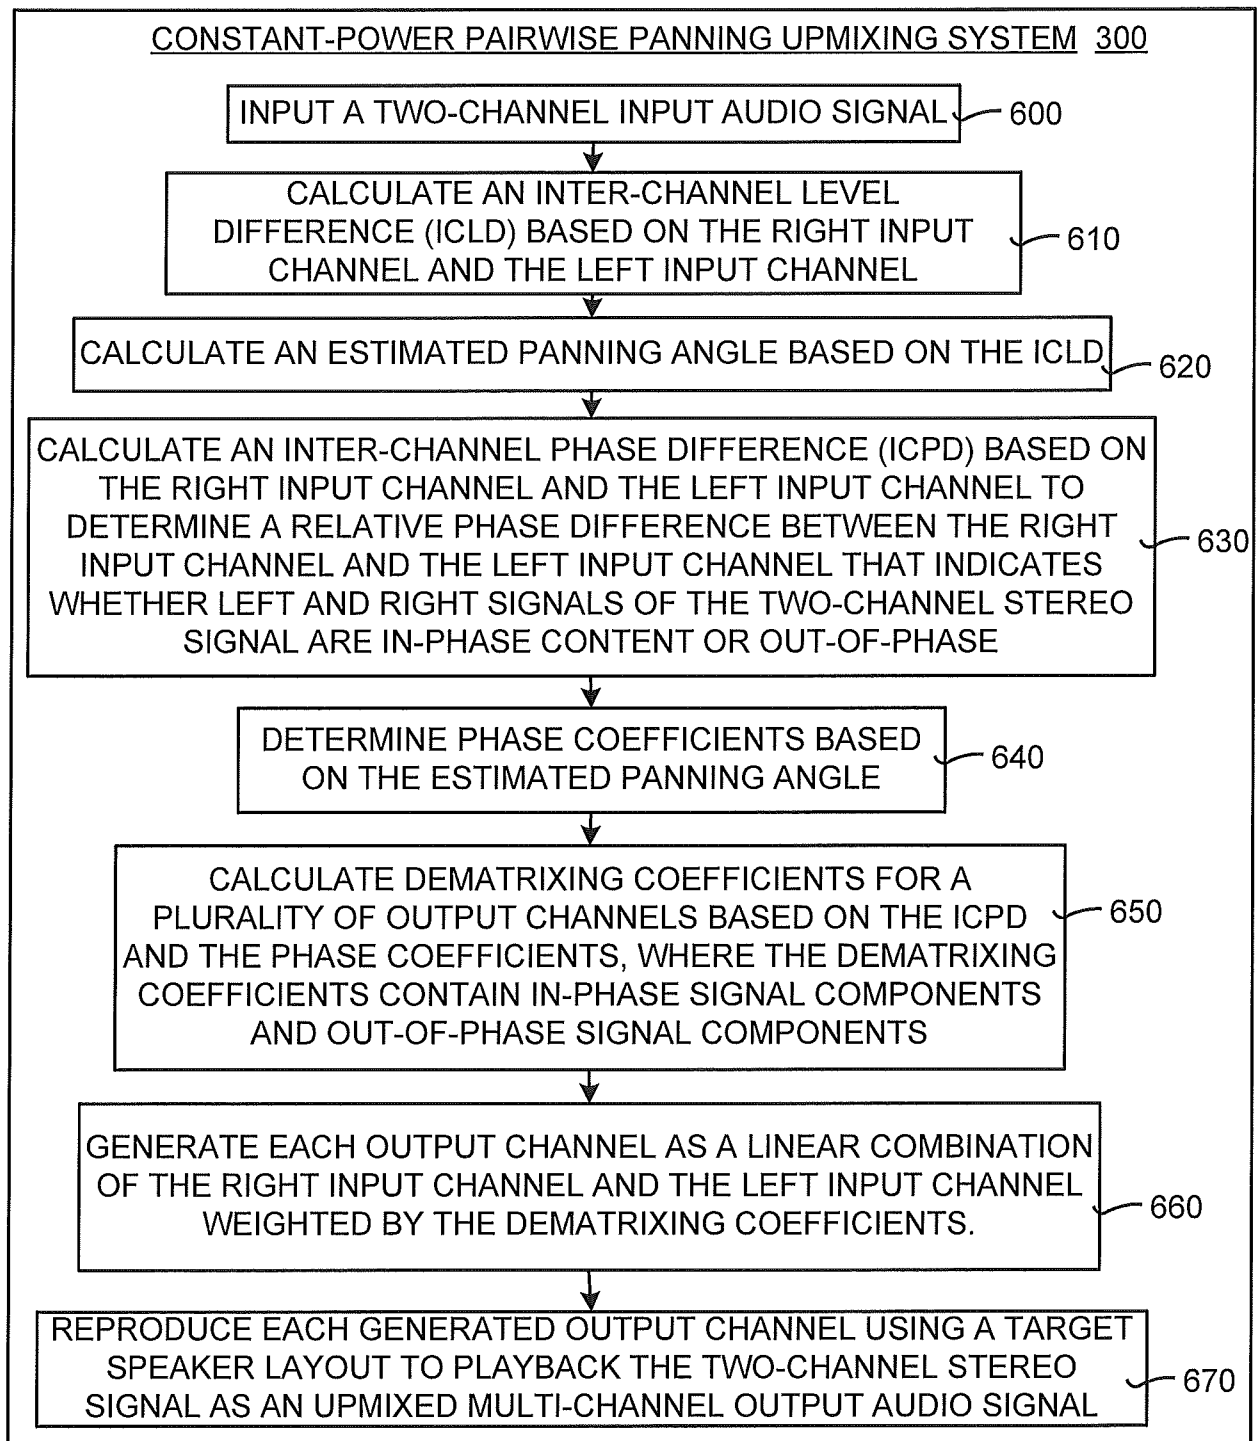 CONSTANT-POWER PAIRWISE PANNING UPMIXING SYSTEM 300
INPUT A TWO-CHANNEL INPUT AUDIO SIGNAL
600
CALCULATE AN INTER-CHANNEL LEVEL
DIFFERENCE (ICLD) BASED ON THE RIGHT INPUT
CHANNEL AND THE LEFT INPUT CHANNEL
610
CALCULATE AN ESTIMATED PANNING ANGLE BASED ON THE ICLD
620
CALCULATE AN INTER-CHANNEL PHASE DIFFERENCE (ICPD) BASED ON
THE RIGHT INPUT CHANNEL AND THE LEFT INPUT CHANNEL TO
DETERMINE A RELATIVE PHASE DIFFERENCE BETWEEN THE RIGHT
INPUT CHANNEL AND THE LEFT INPUT CHANNEL THAT INDICATES
WHETHER LEFT AND RIGHT SIGNALS OF THE TWO-CHANNEL STEREO
SIGNAL ARE IN-PHASE CONTENT OR OUT-OF-PHASE
630
DETERMINE PHASE COEFFICIENTS BASED
ON THE ESTIMATED PANNING ANGLE
640
CALCULATE DEMATRIXING COEFFICIENTS FOR A
PLURALITY OF OUTPUT CHANNELS BASED ON THE ICPD
AND THE PHASE COEFFICIENTS, WHERE THE DEMATRIXING
COEFFICIENTS CONTAIN IN-PHASE SIGNAL COMPONENTS
AND OUT-OF-PHASE SIGNAL COMPONENTS
650
GENERATE EACH OUTPUT CHANNEL AS A LINEAR COMBINATION
OF THE RIGHT INPUT CHANNEL AND THE LEFT INPUT CHANNEL
WEIGHTED BY THE DEMATRIXING COEFFICIENTS.
660
REPRODUCE EACH GENERATED OUTPUT CHANNEL USING A TARGET
SPEAKER LAYOUT TO PLAYBACK THE TWO-CHANNEL STEREO
SIGNAL AS AN UPMIXED MULTI-CHANNEL OUTPUT AUDIO SIGNAL
670